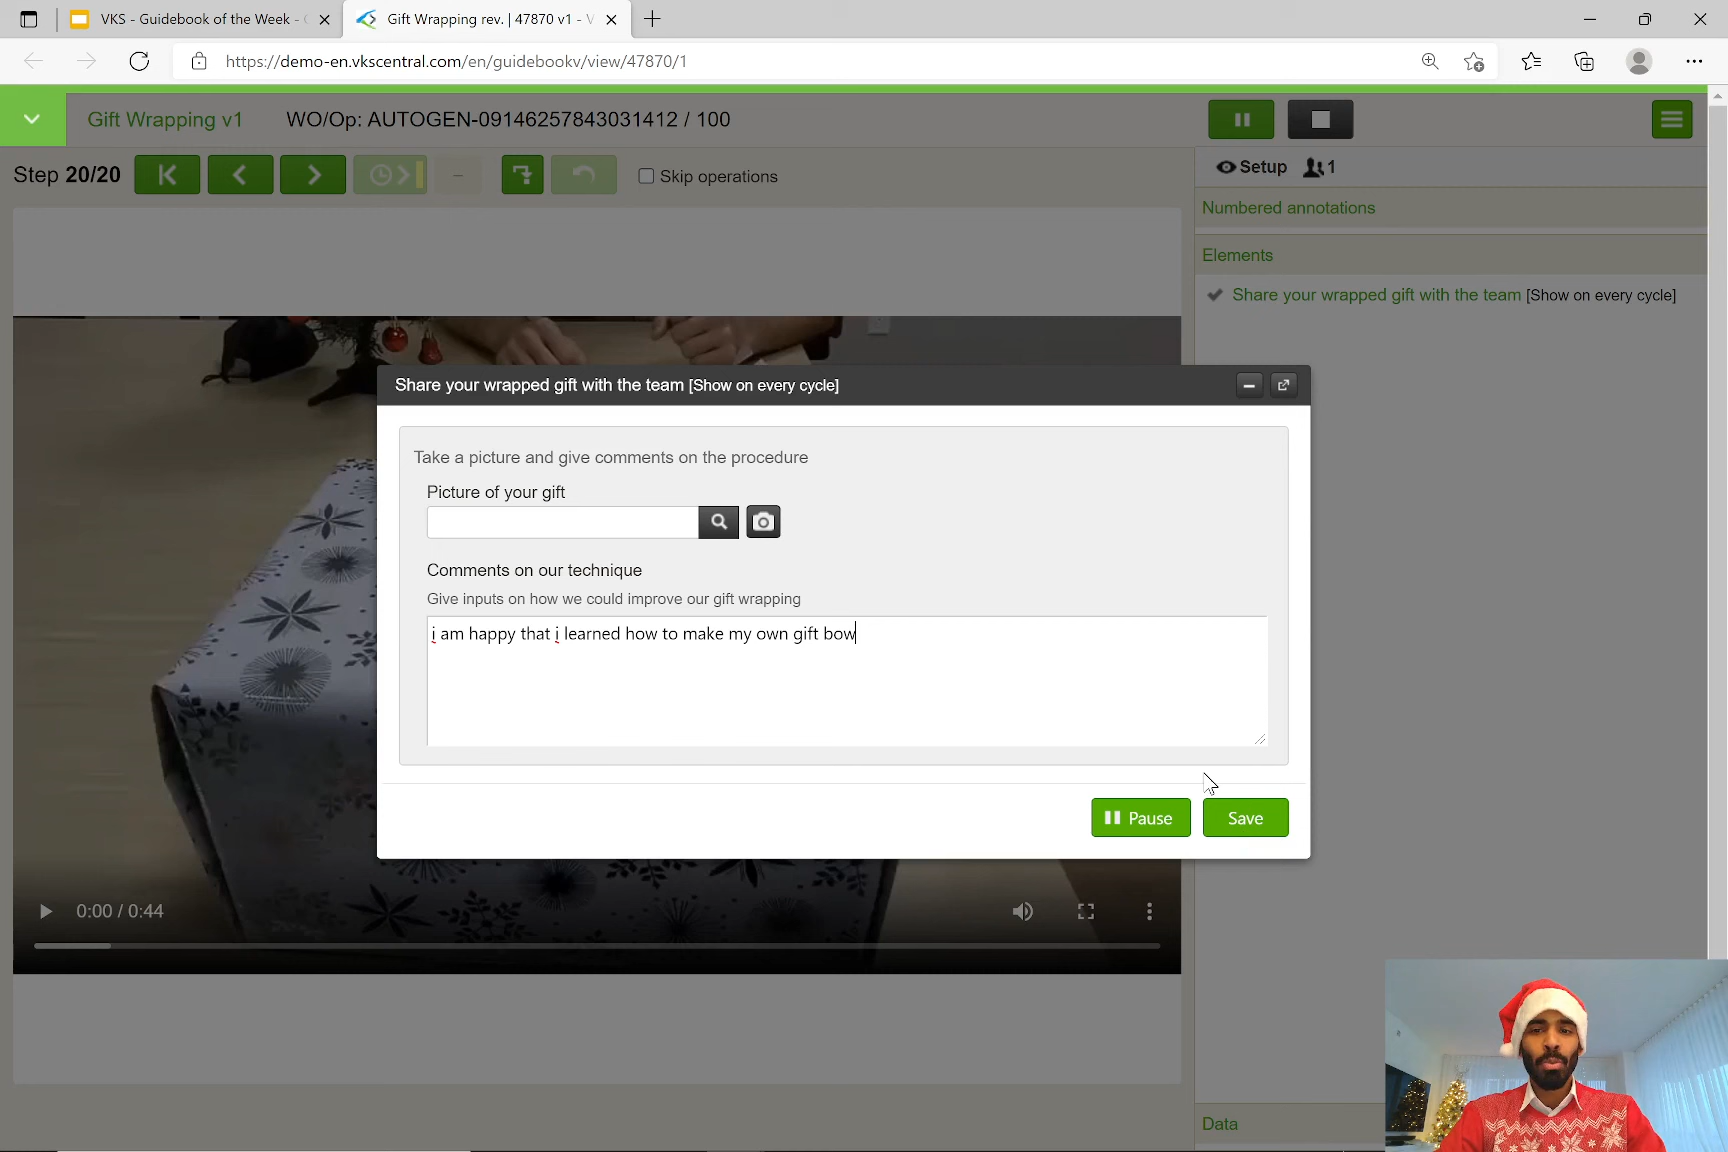 VKS - Guidebook of the Week -
Gift Wrapping rev. | 47870 v1 -
https://demo-en.vkscentral.com/en/guidebookv/view/47870/1
Gift Wrapping v1
WO/Op: AUTOGEN-09146257843031412 / 100
Step 20/20
Skip operations
Setup
1
Numbered annotations
Elements
Share your wrapped gift with the team [Show on every cycle]
Share your wrapped gift with the team [Show on every cycle]
Take a picture and give comments on the procedure
Picture of your gift
Comments on our technique
Give inputs on how we could improve our gift wrapping
i am happy that i learned how to make my own gift bow
Pause
Save
0:00 / 0:44
Data